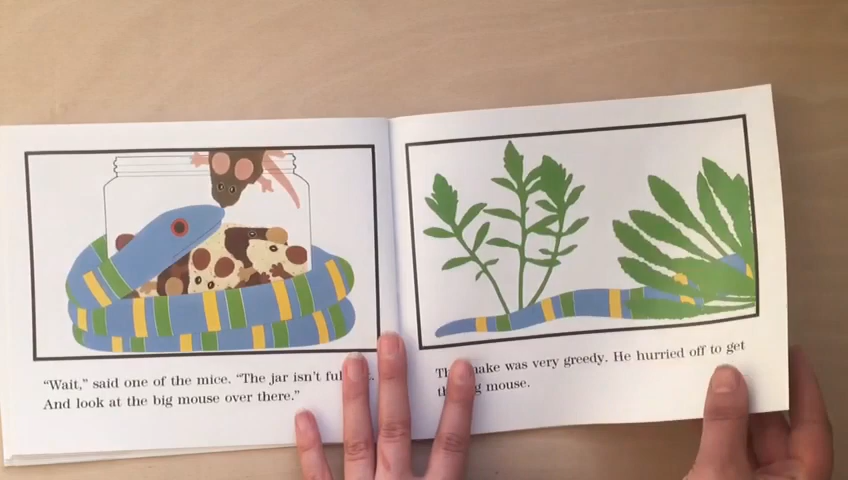 “Wait,” said one of the mice. “The jar isn't
And look at the big mouse over there.”
was very greedy. He hurried off to get
mouse.